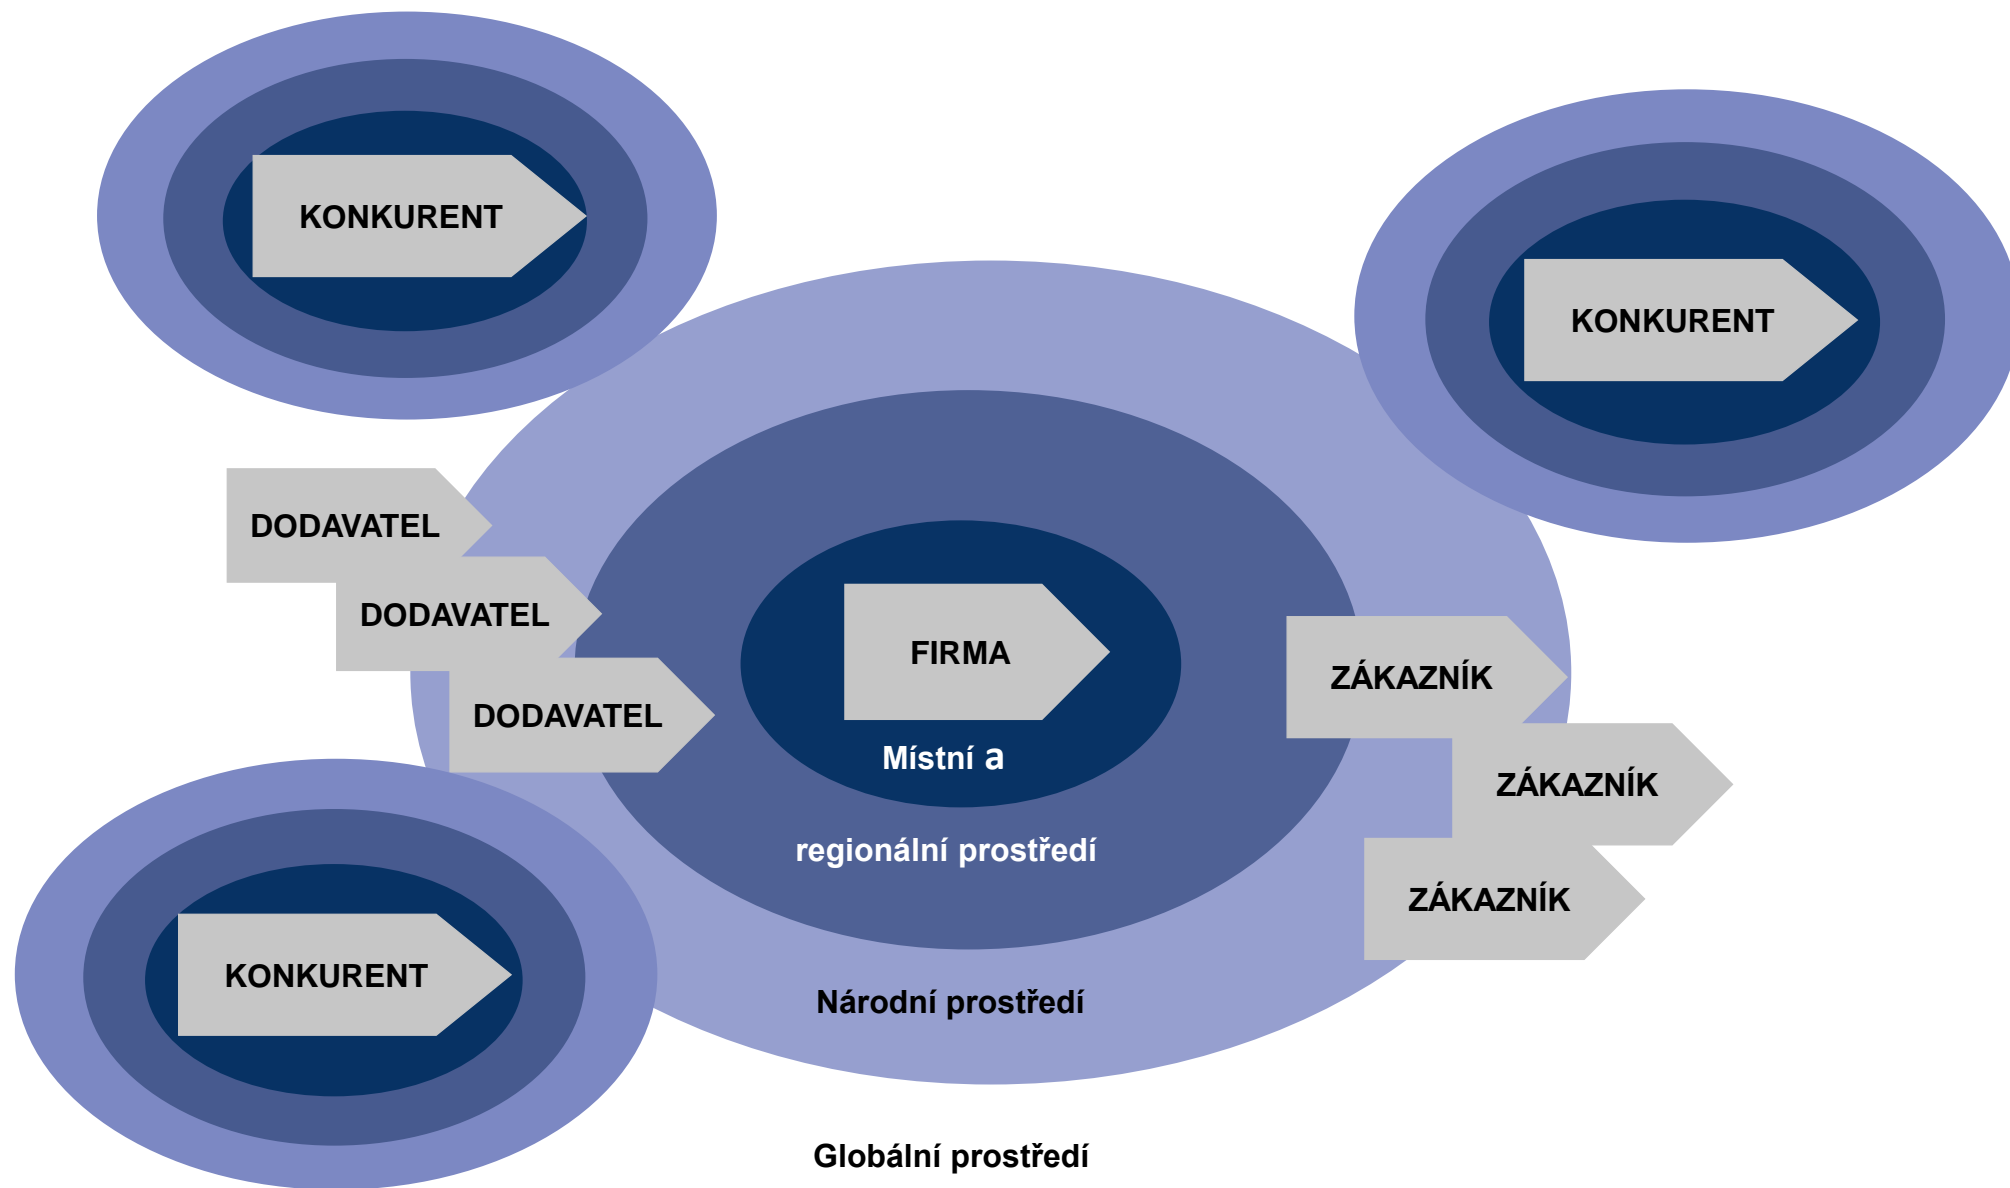 KONKURENT
KONKURENT
DODAVATEL
DODAVATEL
DODAVATEL
FIRMA
Místní a
regionální prostředí
ZÁKAZNÍK
ZÁKAZNÍK
ZÁKAZNÍK
KONKURENT
Národní prostředí
Globální prostředí